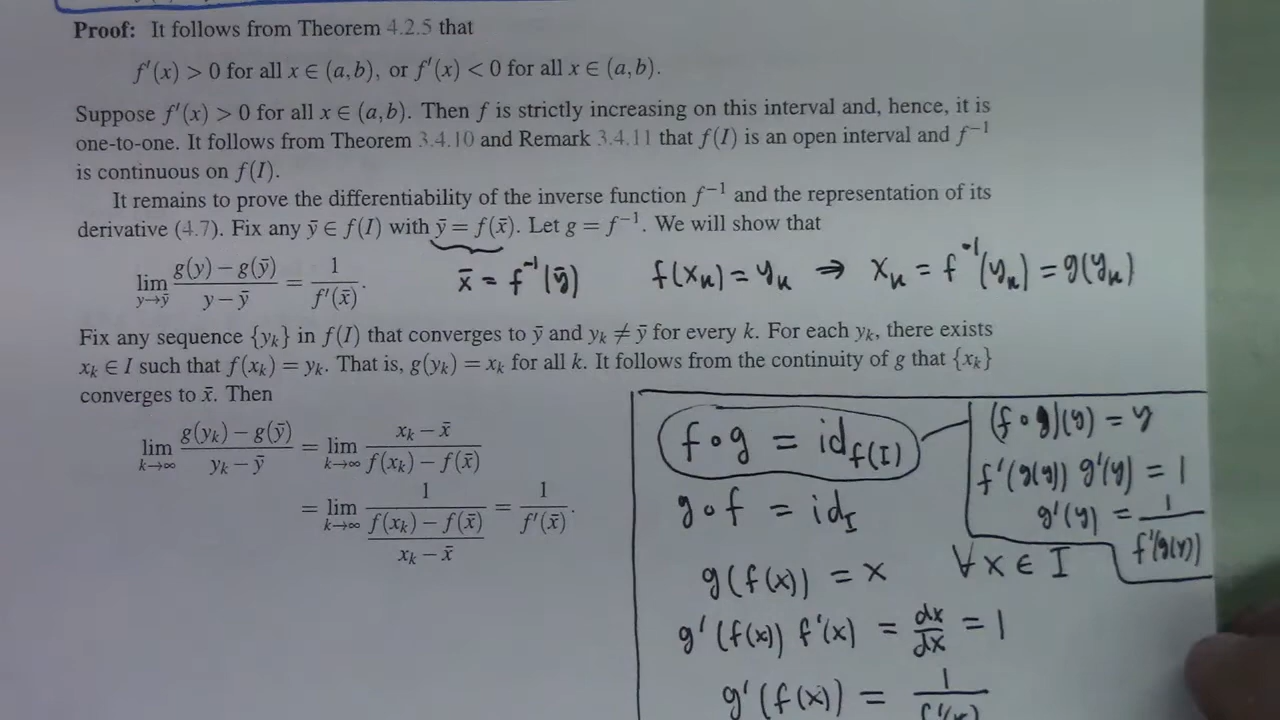 Proof: It follows from Theorem 4.2.5 that
f′(x) > 0 for all x ∈ (a,b), or f′(x) < 0 for all x ∈ (a,b).
Suppose f′(x) > 0 for all x ∈ (a,b). Then f is strictly increasing on this interval and, hence, it is
one-to-one. It follows from Theorem 3.4.10 and Remark 3.4.11 that f(I) is an open interval and f⁻¹
is continuous on f(I).
It remains to prove the differentiability of the inverse function f⁻¹ and the representation of its
derivative (4.7). Fix any ȳ ∈ f(I) with ȳ = f(x̄). Let g = f⁻¹. We will show that
lim_{y→ȳ} (g(y) − g(ȳ))/(y − ȳ) = 1/f′(x̄).
x̄ = f⁻¹(ȳ)
f(xₖ) = yₖ ⇒ xₖ = f⁻¹(yₖ) = g(yₖ)
Fix any sequence {yₖ} in f(I) that converges to ȳ and yₖ ≠ ȳ for every k. For each yₖ, there exists
xₖ ∈ I such that f(xₖ) = yₖ. That is, g(yₖ) = xₖ for all k. It follows from the continuity of g that {xₖ}
converges to x̄. Then
lim_{k→∞} (g(yₖ) − g(ȳ))/(yₖ − ȳ) = lim_{k→∞} (xₖ − x̄)/(f(xₖ) − f(x̄))
= lim_{k→∞} 1/((f(xₖ) − f(x̄))/(xₖ − x̄)) = 1/f′(x̄).
f∘g = id_{f(I)}
(f∘g)(y) = y
f′(g(y)) g′(y) = 1
g′(y) = 1/f′(g(y))
g∘f = id_I
g(f(x)) = x ∀ x ∈ I
g′(f(x)) f′(x) = dx/dx = 1
g′(f(x)) = 1/f′(x)